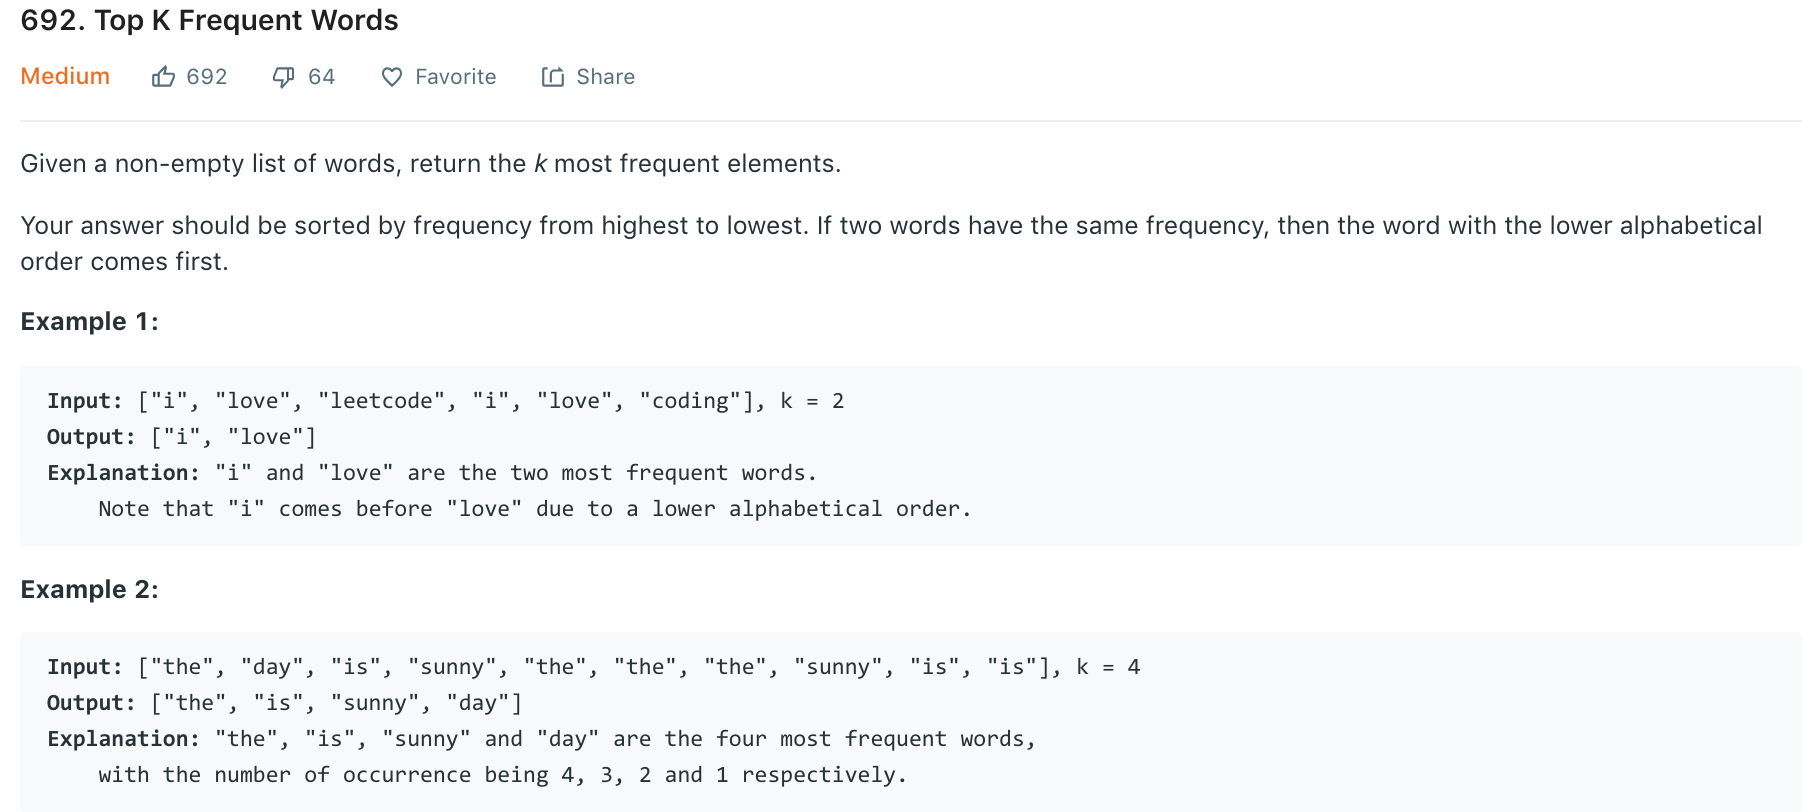 692. Top K Frequent Words
Medium 692 64 Favorite Share
Given a non-empty list of words, return the k most frequent elements.
Your answer should be sorted by frequency from highest to lowest. If two words have the same frequency, then the word with the lower alphabetical
order comes first.
Example 1:
Input: ["i", "love", "leetcode", "i", "love", "coding"], k = 2
Output: ["i", "love"]
Explanation: "i" and "love" are the two most frequent words.
Note that "i" comes before "love" due to a lower alphabetical order.
Example 2:
Input: ["the", "day", "is", "sunny", "the", "the", "the", "sunny", "is", "is"], k = 4
Output: ["the", "is", "sunny", "day"]
Explanation: "the", "is", "sunny" and "day" are the four most frequent words,
with the number of occurrence being 4, 3, 2 and 1 respectively.